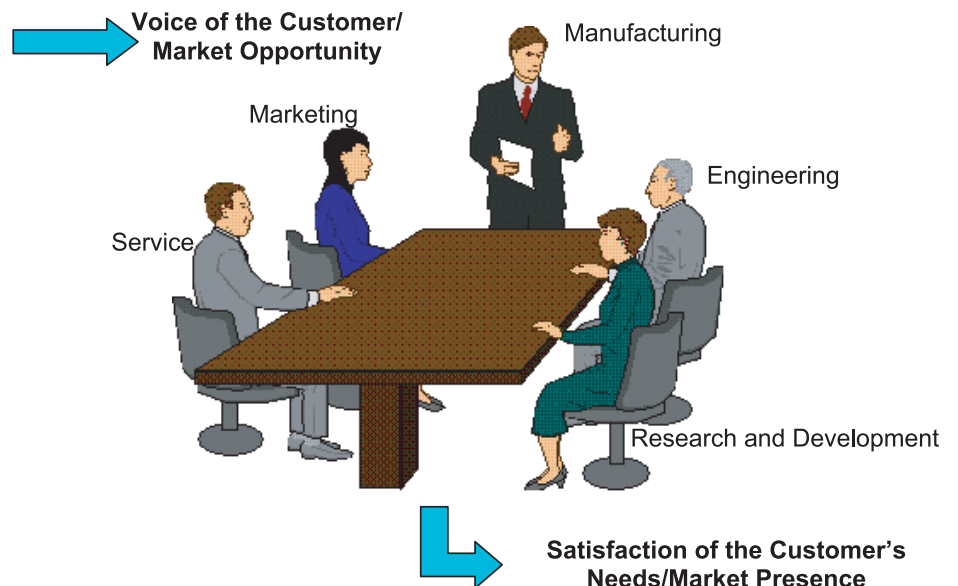 Voice of the Customer/
Market Opportunity
Manufacturing
Marketing
Engineering
Service
Research and Development
Satisfaction of the Customer's
Needs/Market Presence